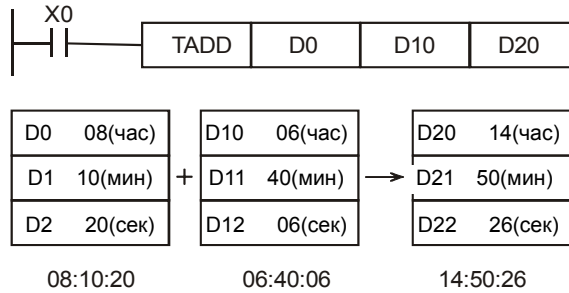 X0
TADD D0 D10 D20
D0 08(час) D10 06(час) D20 14(час)
D1 10(мин) + D11 40(мин) → D21 50(мин)
D2 20(сек) D12 06(сек) D22 26(сек)
08:10:20 06:40:06 14:50:26